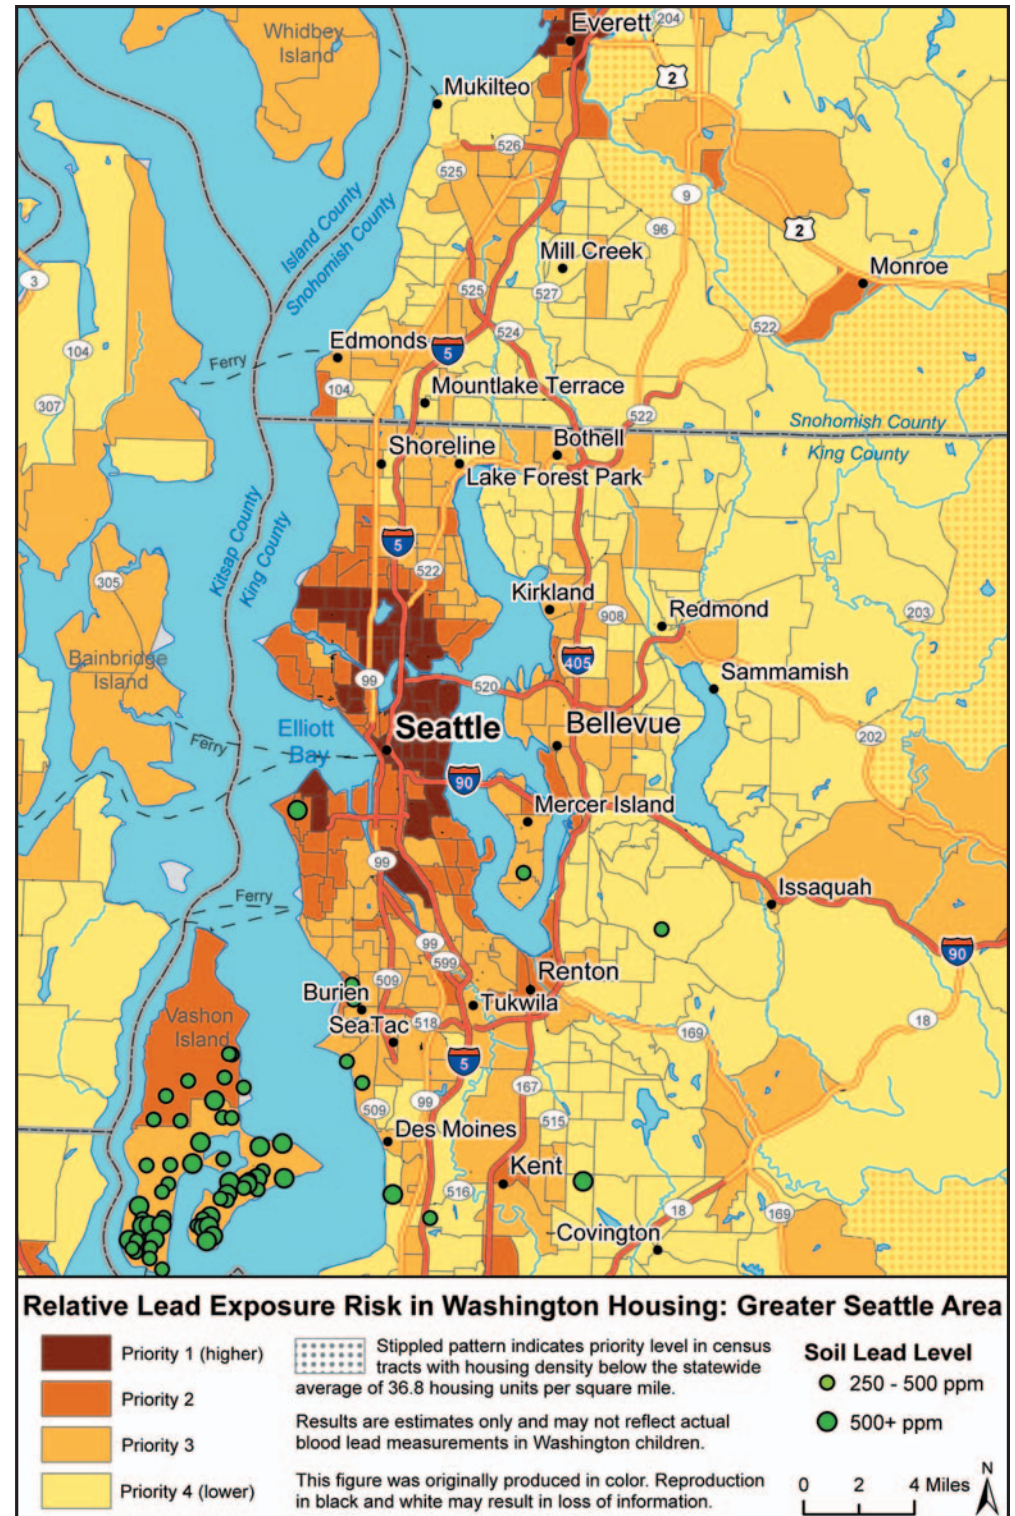 Whidbey
Island
Everett
204
2
Mukilteo
526
525
9
Island County
Snohomish County
96
2
Mill Creek
Monroe
3
525
527
522
104
524
Edmonds
5
Ferry
104
Mountlake Terrace
307
522
Snohomish County
King County
Shoreline
Bothell
Lake Forest Park
Kitsap County
King County
5
522
305
Kirkland
908
Redmond
203
Bainbridge
Island
405
Sammamish
99
520
Elliott
Bay
Seattle
Bellevue
Ferry
202
90
Mercer Island
99
Issaquah
Ferry
99
599
90
509
Renton
Burien
Tukwila
Vashon
Island
SeaTac
518
18
169
5
167
99
509
515
Des Moines
Kent
516
18
169
Covington
Relative Lead Exposure Risk in Washington Housing: Greater Seattle Area
Priority 1 (higher)
Priority 2
Priority 3
Priority 4 (lower)
Stippled pattern indicates priority level in census
tracts with housing density below the statewide
average of 36.8 housing units per square mile.
Results are estimates only and may not reflect actual
blood lead measurements in Washington children.
This figure was originally produced in color. Reproduction
in black and white may result in loss of information.
Soil Lead Level
250 - 500 ppm
500+ ppm
N
0 2 4 Miles